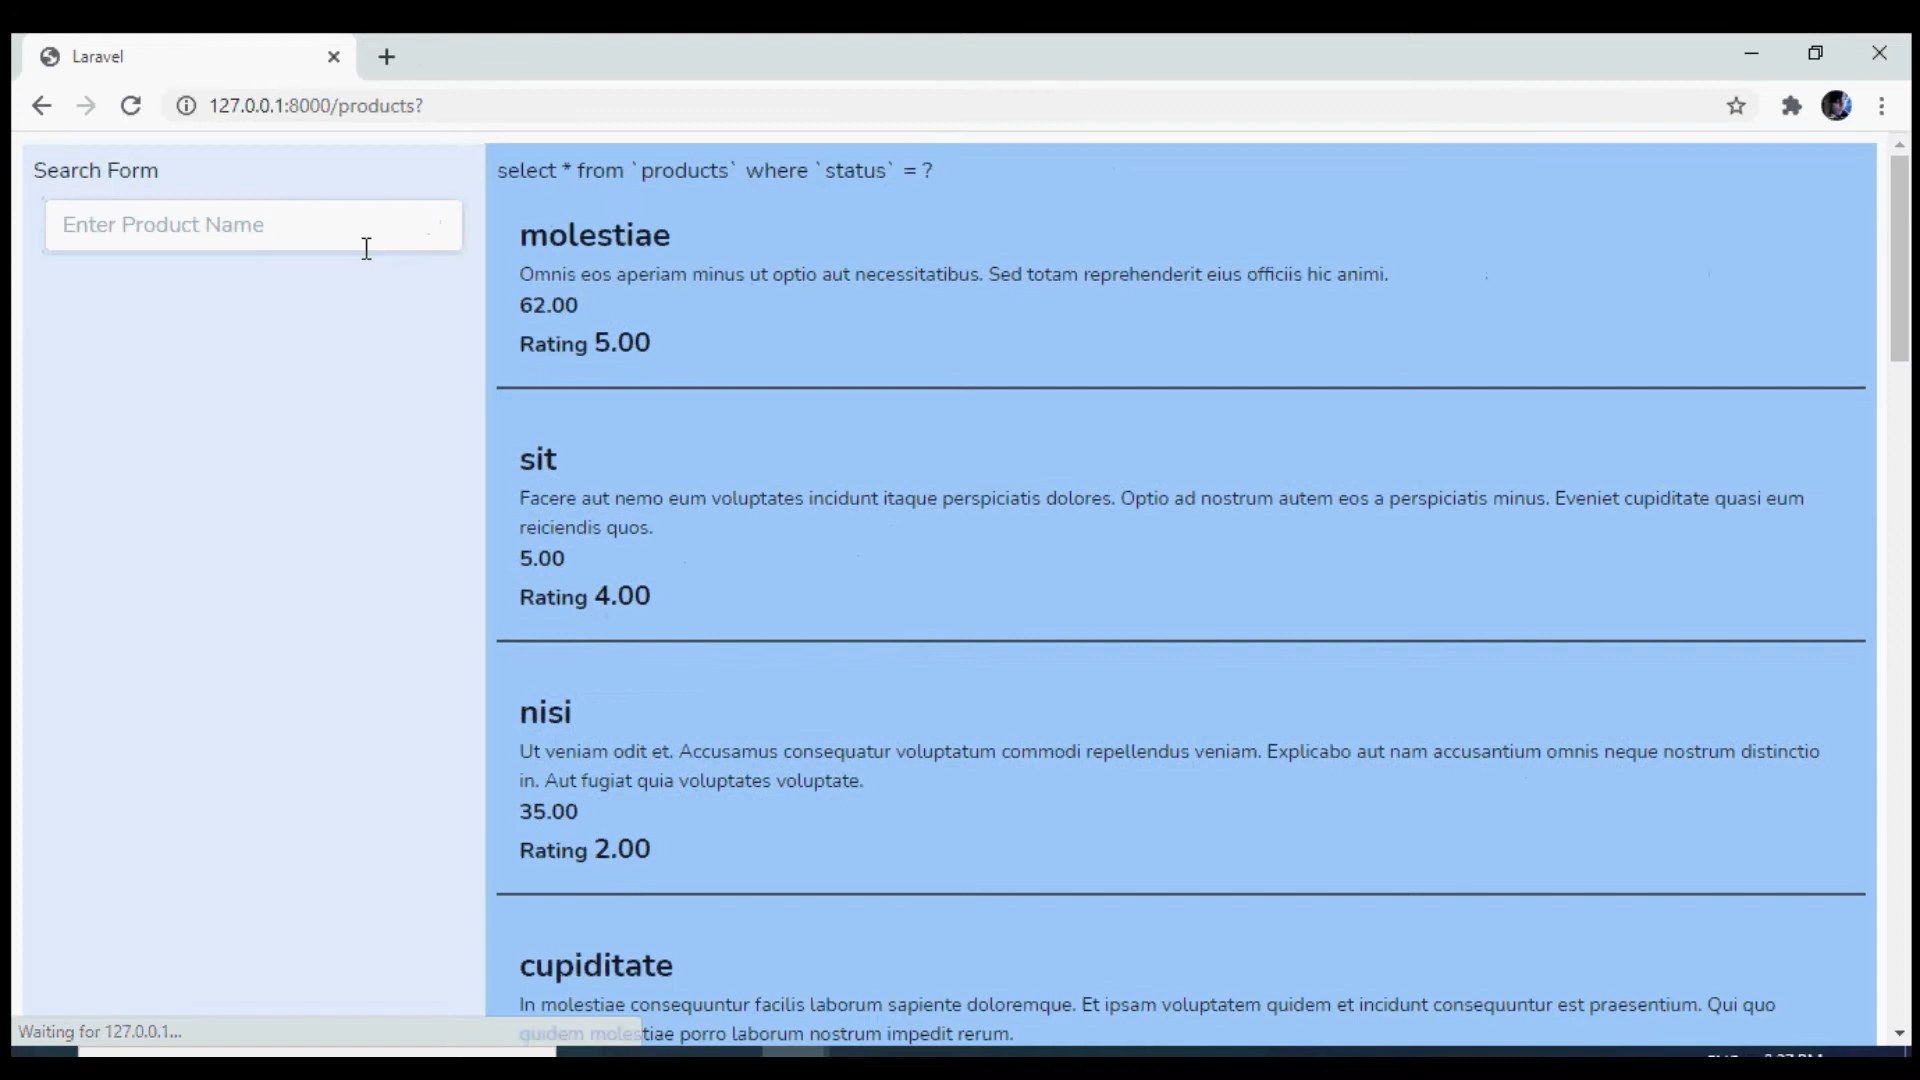 Laravel
127.0.0.1:8000/products?
Search Form
Enter Product Name
select * from `products` where `status` = ?
molestiae
Omnis eos aperiam minus ut optio aut necessitatibus. Sed totam reprehenderit eius officiis hic animi.
62.00
Rating 5.00
sit
Facere aut nemo eum voluptates incidunt itaque perspiciatis dolores. Optio ad nostrum autem eos a perspiciatis minus. Eveniet cupiditate quasi eum
reiciendis quos.
5.00
Rating 4.00
nisi
Ut veniam odit et. Accusamus consequatur voluptatum commodi repellendus veniam. Explicabo aut nam accusantium omnis neque nostrum distinctio
in. Aut fugiat quia voluptates voluptate.
35.00
Rating 2.00
cupiditate
In molestiae consequuntur facilis laborum sapiente doloremque. Et ipsam voluptatem quidem et incidunt consequuntur est praesentium. Qui quo
quidem molestiae porro laborum nostrum impedit rerum.
Waiting for 127.0.0.1...